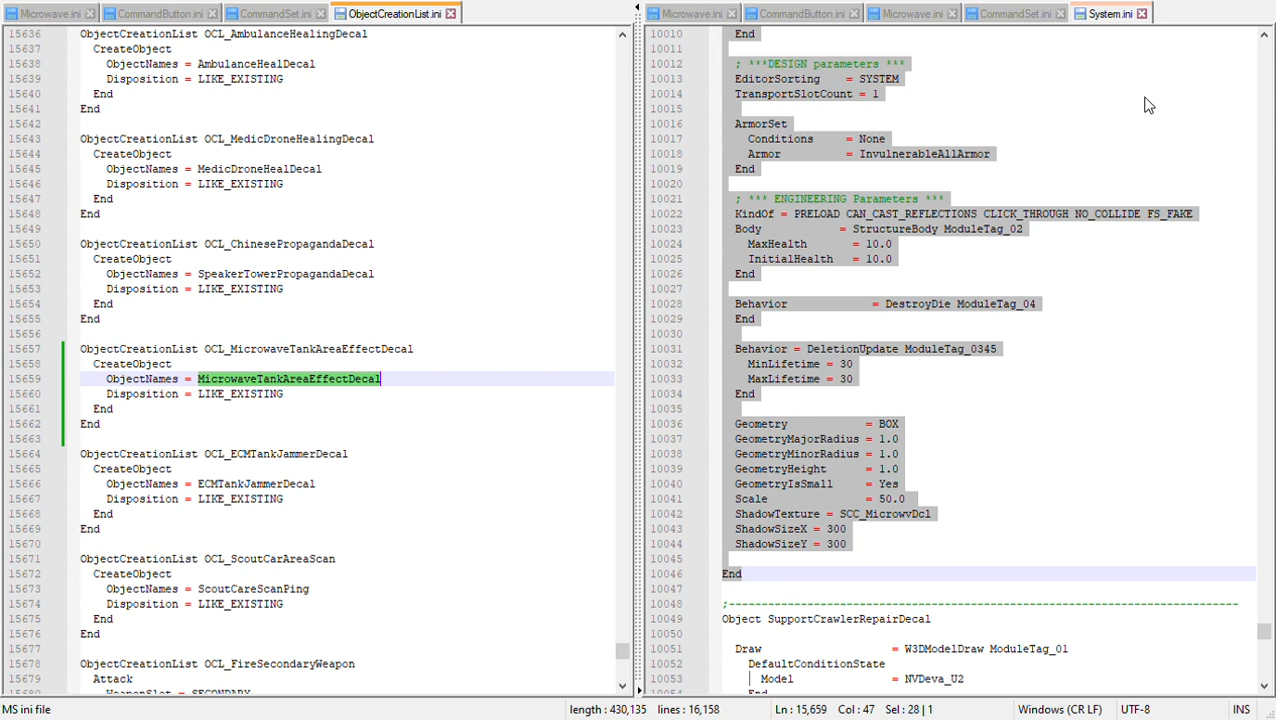 CommandButton.ini CommandSet.ini ObjectCreationList.ini
15636 ObjectCreationList OCL_AmbulanceHealingDecal
15637 CreateObject
15638 ObjectNames = AmbulanceHealDecal
15639 Disposition = LIKE_EXISTING
15640 End
15641 End
15642
15643 ObjectCreationList OCL_MedicDroneHealingDecal
15644 CreateObject
15645 ObjectNames = MedicDroneHealDecal
15646 Disposition = LIKE_EXISTING
15647 End
15648 End
15649
15650 ObjectCreationList OCL_ChinesePropagandaDecal
15651 CreateObject
15652 ObjectNames = SpeakerTowerPropagandaDecal
15653 Disposition = LIKE_EXISTING
15654 End
15655 End
15656
15657 ObjectCreationList OCL_MicrowaveTankAreaEffectDecal
15658 CreateObject
15659 ObjectNames = MicrowaveTankAreaEffectDecal
15660 Disposition = LIKE_EXISTING
15661 End
15662 End
15663
15664 ObjectCreationList OCL_ECMTankJammerDecal
15665 CreateObject
15666 ObjectNames = ECMTankJammerDecal
15667 Disposition = LIKE_EXISTING
15668 End
15669 End
15670
15671 ObjectCreationList OCL_ScoutCarAreaScan
15672 CreateObject
15673 ObjectNames = ScoutCareScanPing
15674 Disposition = LIKE_EXISTING
15675 End
15676 End
15677
15678 ObjectCreationList OCL_FireSecondaryWeapon
15679 Attack
15680 WeaponSlot = SECONDARY
Microwave.ini CommandButton.ini Microwave.ini CommandSet.ini System.ini
10010 End
10011
10012 ; ***DESIGN parameters ***
10013 EditorSorting = SYSTEM
10014 TransportSlotCount = 1
10015
10016 ArmorSet
10017 Conditions = None
10018 Armor = InvulnerableAllArmor
10019 End
10020
10021 ; *** ENGINEERING Parameters ***
10022 KindOf = PRELOAD CAN_CAST_REFLECTIONS CLICK_THROUGH NO_COLLIDE FS_FAKE
10023 Body = StructureBody ModuleTag_02
10024 MaxHealth = 10.0
10025 InitialHealth = 10.0
10026 End
10027
10028 Behavior = DestroyDie ModuleTag_04
10029 End
10030
10031 Behavior = DeletionUpdate ModuleTag_0345
10032 MinLifetime = 30
10033 MaxLifetime = 30
10034 End
10035
10036 Geometry = BOX
10037 GeometryMajorRadius = 1.0
10038 GeometryMinorRadius = 1.0
10039 GeometryHeight = 1.0
10040 GeometryIsSmall = Yes
10041 Scale = 50.0
10042 ShadowTexture = SCC_MicrowvDcl
10043 ShadowSizeX = 300
10044 ShadowSizeY = 300
10045
10046 End
10047
10048 ;------------------------------------------------------------------------------
10049 Object SupportCrawlerRepairDecal
10050
10051 Draw = W3DModelDraw ModuleTag_01
10052 DefaultConditionState
10053 Model = NVDeva_U2
10054 End
MS ini file length : 430,135 lines : 16,158 Ln : 15,659 Col : 47 Sel : 28 | 1 Windows (CR LF) UTF-8 INS